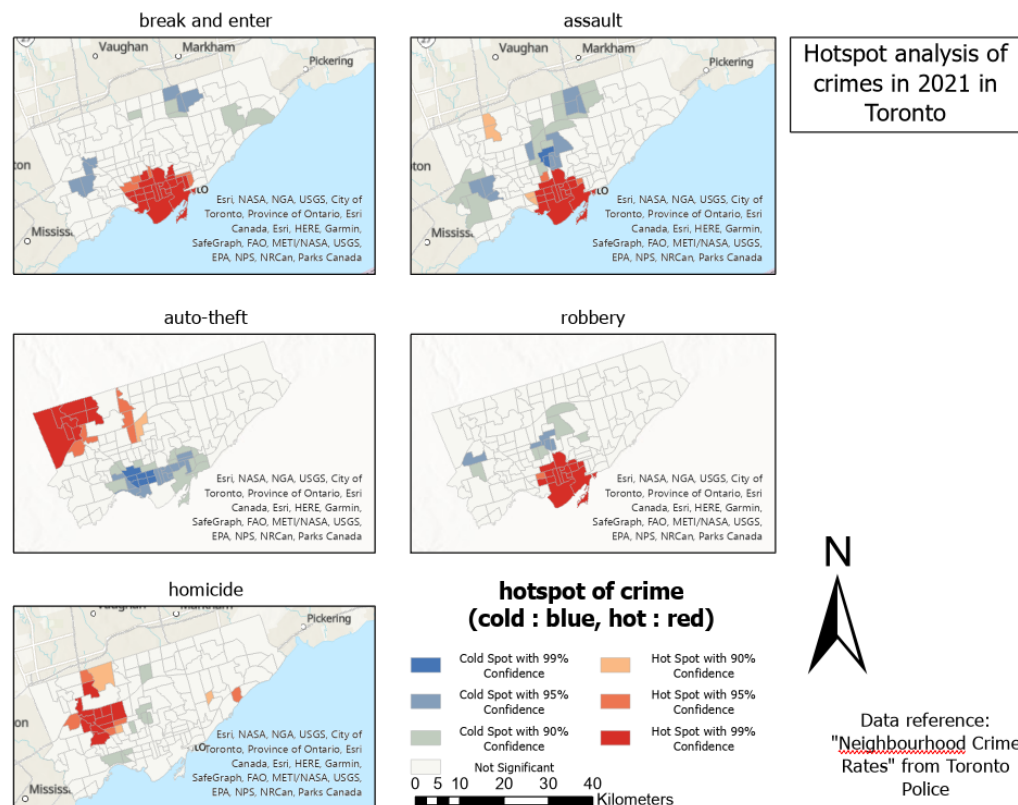 break and enter
assault
Hotspot analysis of
crimes in 2021 in
Toronto
27
Vaughan
Markham
Pickering
ton
Mississ
Esri, NASA, NGA, USGS, City of
Toronto, Province of Ontario, Esri
Canada, Esri, HERE, Garmin,
SafeGraph, FAO, METI/NASA, USGS,
EPA, NPS, NRCan, Parks Canada
Vaughan
Markham
Pickering
ton
Mississ
Esri, NASA, NGA, USGS, City of
Toronto, Province of Ontario, Esri
Canada, Esri, HERE, Garmin,
SafeGraph, FAO, METI/NASA, USGS,
EPA, NPS, NRCan, Parks Canada
auto-theft
robbery
Esri, NASA, NGA, USGS, City of
Toronto, Province of Ontario, Esri
Canada, Esri, HERE, Garmin,
SafeGraph, FAO, METI/NASA, USGS,
EPA, NPS, NRCan, Parks Canada
Esri, NASA, NGA, USGS, City of
Toronto, Province of Ontario, Esri
Canada, Esri, HERE, Garmin,
SafeGraph, FAO, METI/NASA, USGS,
EPA, NPS, NRCan, Parks Canada
homicide
Vaughan
Markham
Pickering
ton
Mississ
Esri, NASA, NGA, USGS, City of
Toronto, Province of Ontario, Esri
Canada, Esri, HERE, Garmin,
SafeGraph, FAO, METI/NASA, USGS,
EPA, NPS, NRCan, Parks Canada
hotspot of crime
(cold : blue, hot : red)
Cold Spot with 99%
Confidence
Hot Spot with 90%
Confidence
Cold Spot with 95%
Confidence
Hot Spot with 95%
Confidence
Cold Spot with 90%
Confidence
Hot Spot with 99%
Confidence
Not Significant
0 5 10 20 30 40
Kilometers
N
Data reference:
"Neighbourhood Crime
Rates" from Toronto
Police